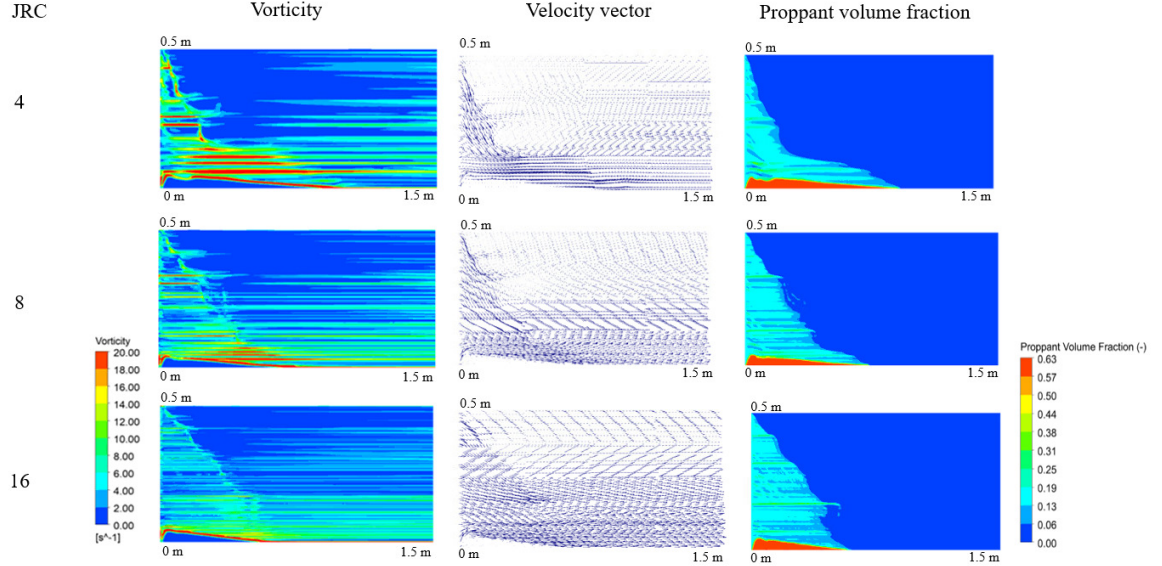 JRC Vorticity Velocity vector Proppant volume fraction
0.5 m 0.5 m 0.5 m
4
0 m 1.5 m 0 m 1.5 m 0 m 1.5 m
0.5 m 0.5 m 0.5 m
8
0 m 1.5 m 0 m 1.5 m 0 m 1.5 m
0.5 m 0.5 m 0.5 m
16
0 m 1.5 m 0 m 1.5 m 0 m 1.5 m
Vorticity
20.00
18.00
16.00
14.00
12.00
10.00
8.00
6.00
4.00
2.00
0.00
[s^-1]
Proppant Volume Fraction (-)
0.63
0.57
0.50
0.44
0.38
0.31
0.25
0.19
0.13
0.06
0.00